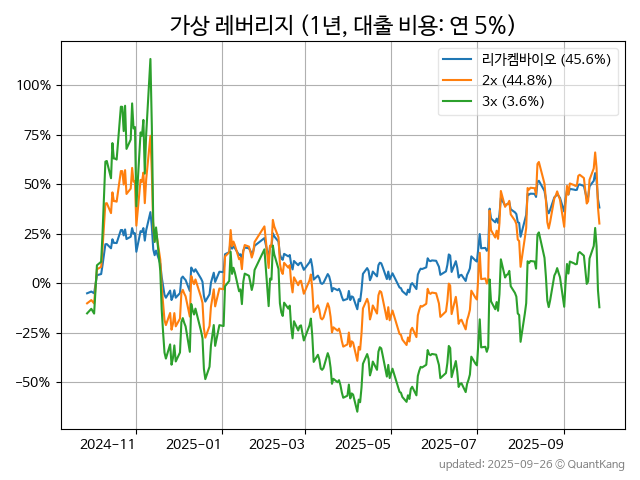 가상 레버리지 (1년, 대출 비용: 연 5%)
리가켐바이오 (45.6%)
2x (44.8%)
3x (3.6%)
100%
75%
50%
25%
0%
−25%
−50%
2024-11
2025-01
2025-03
2025-05
2025-07
2025-09
updated: 2025-09-26 © QuantKang